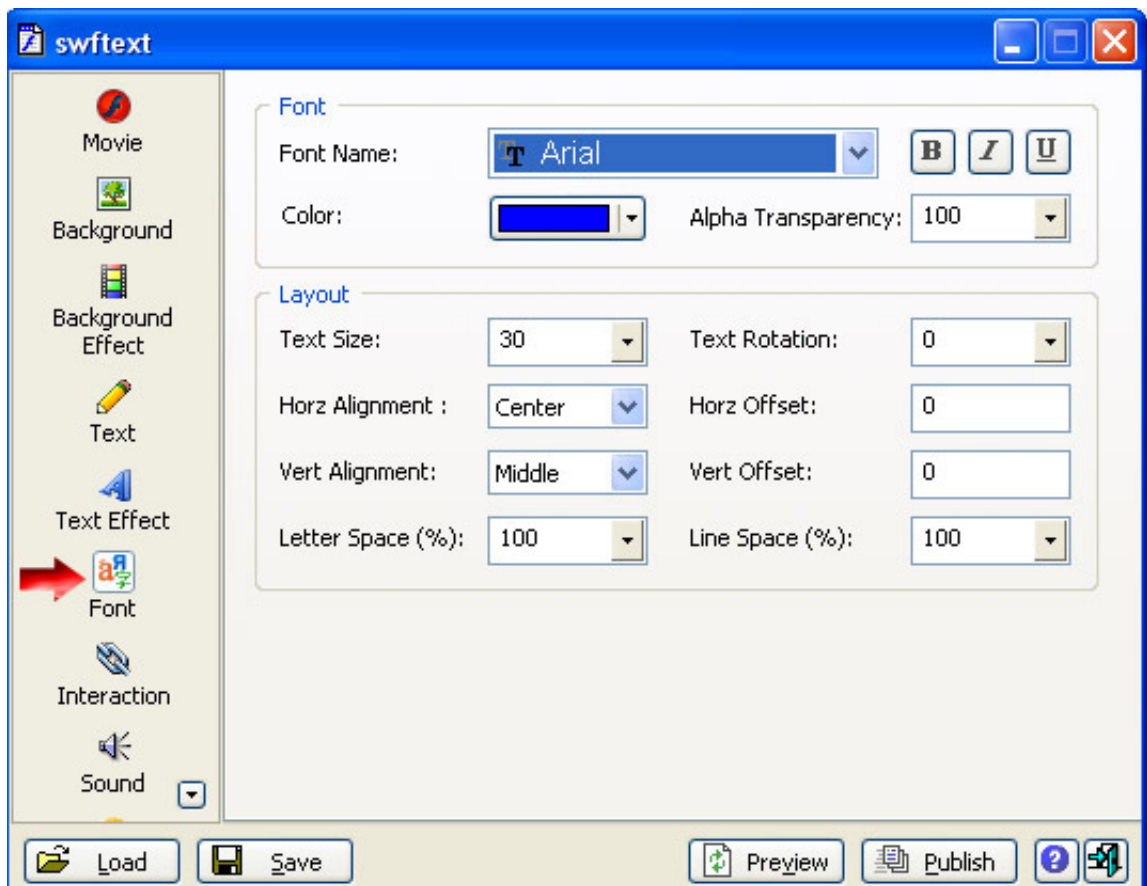 swftext
Movie
Background
Background
Effect
Text
Text Effect
Font
Interaction
Sound
Font
Font Name: Arial B I U
Color: Alpha Transparency: 100
Layout
Text Size: 30 Text Rotation: 0
Horz Alignment : Center Horz Offset: 0
Vert Alignment: Middle Vert Offset: 0
Letter Space (%): 100 Line Space (%): 100
Load Save Preview Publish ?